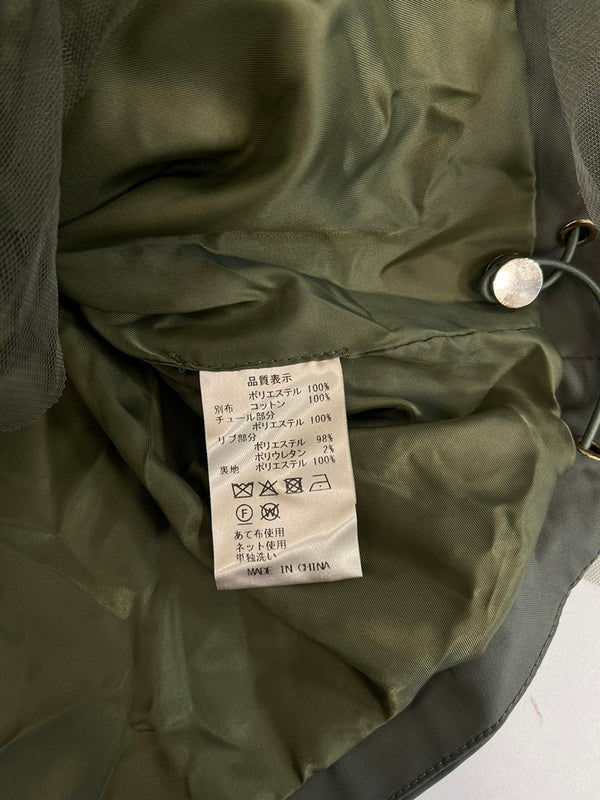 品質表示
ポリエステル 100%
別布 コットン 100%
チュール部分
ポリエステル 100%
リブ部分
ポリエステル 98%
ポリウレタン 2%
裏地 ポリエステル 100%
F W
あて布使用
ネット使用
単独洗い
MADE IN CHINA